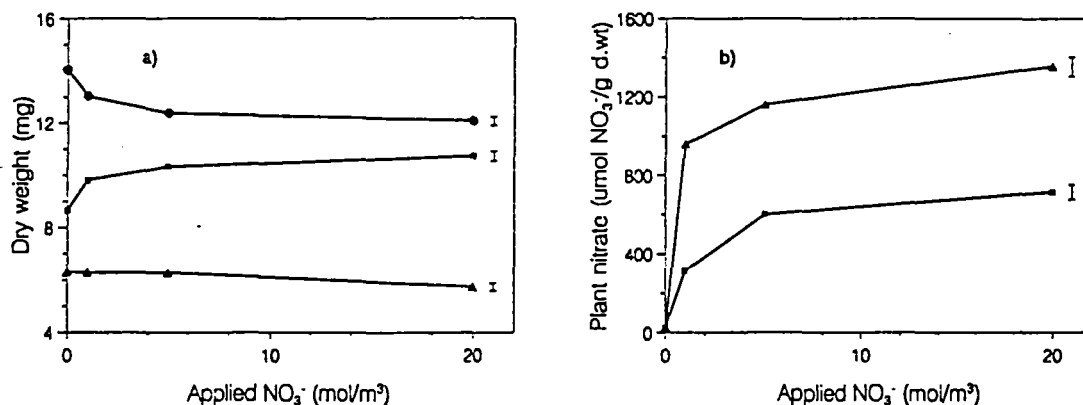 16
12
8
4
Dry weight (mg)
a)
0
10
20
Applied NO₃⁻ (mol/m³)
1600
1200
800
400
0
Plant nitrate (umol NO₃⁻/g d.wt)
b)
0
10
20
Applied NO₃⁻ (mol/m³)